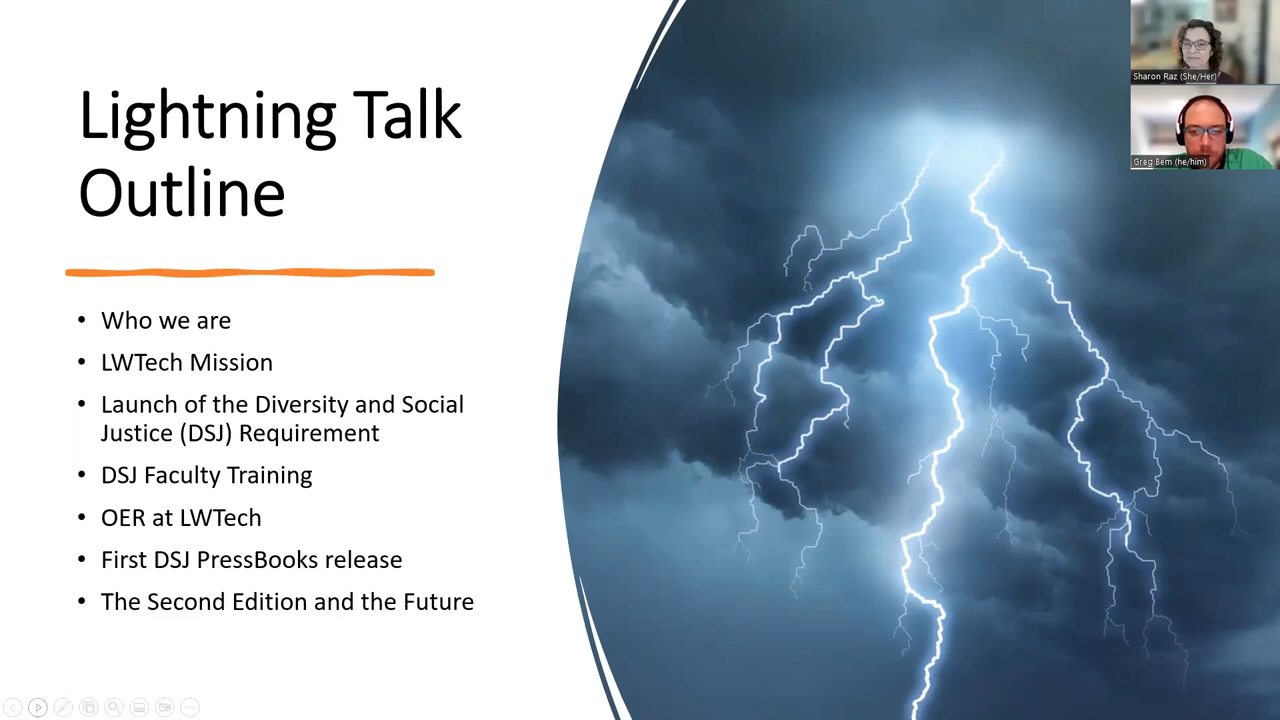 Lightning Talk
Outline
• Who we are
• LWTech Mission
• Launch of the Diversity and Social
Justice (DSJ) Requirement
• DSJ Faculty Training
• OER at LWTech
• First DSJ PressBooks release
• The Second Edition and the Future
Sharon Raz (She/Her)
Greg Bem (he/him)